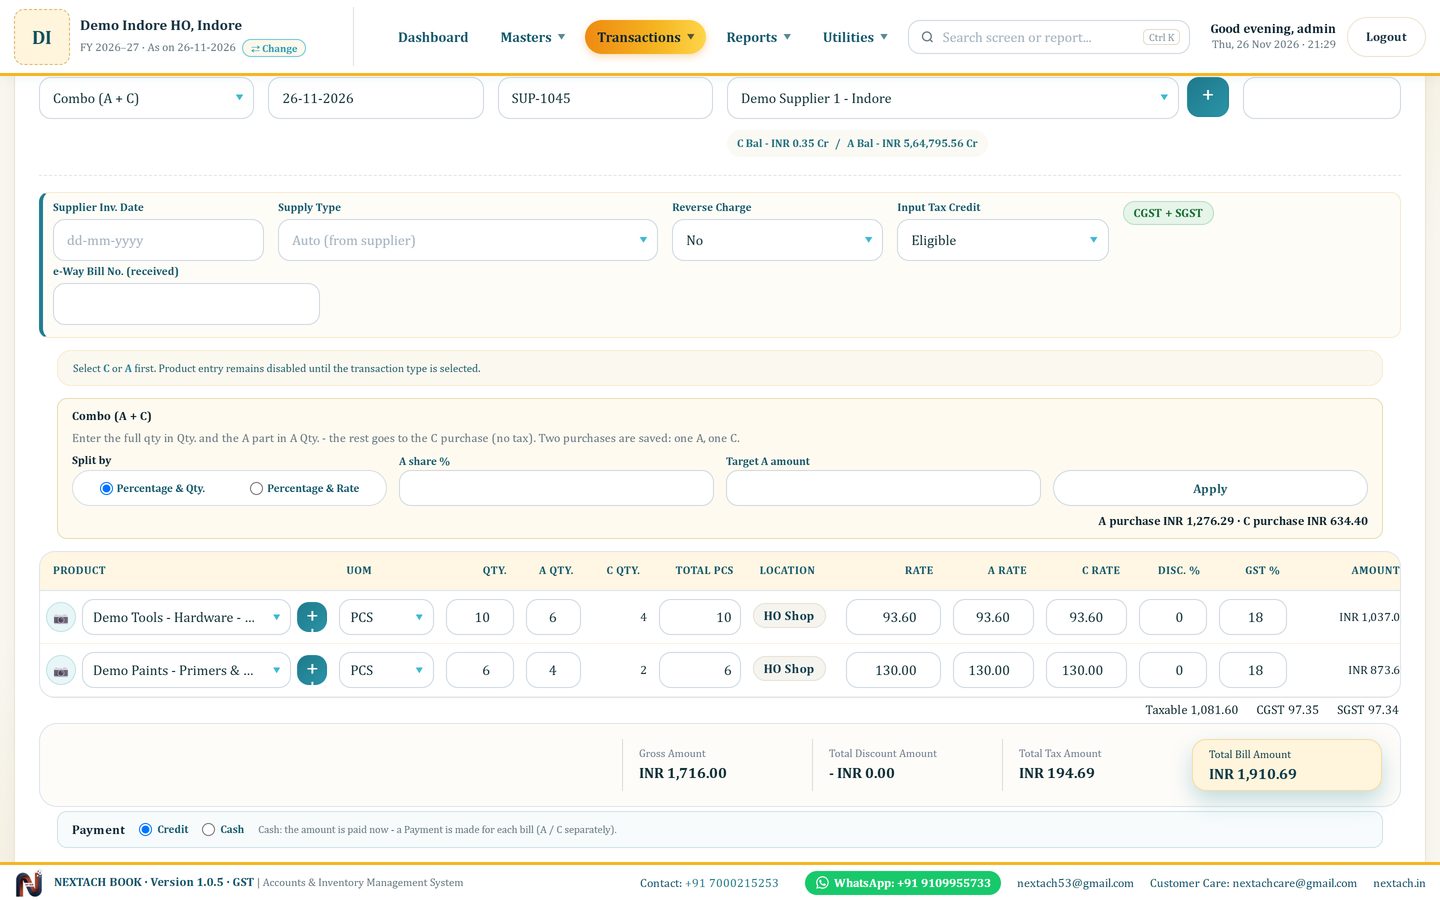 DI
Demo Indore HO, Indore
FY 2026–27 · As on 26-11-2026 ⇄ Change
Dashboard Masters Transactions Reports Utilities
Search screen or report... Ctrl K
Good evening, admin
Thu, 26 Nov 2026 · 21:29
Logout
Combo (A + C) 26-11-2026 SUP-1045 Demo Supplier 1 - Indore +
C Bal - INR 0.35 Cr / A Bal - INR 5,64,795.56 Cr
Supplier Inv. Date Supply Type Reverse Charge Input Tax Credit CGST + SGST
dd-mm-yyyy Auto (from supplier) No Eligible
e-Way Bill No. (received)
Select C or A first. Product entry remains disabled until the transaction type is selected.
Combo (A + C)
Enter the full qty in Qty. and the A part in A Qty. - the rest goes to the C purchase (no tax). Two purchases are saved: one A, one C.
Split by A share % Target A amount
Percentage & Qty. Percentage & Rate Apply
A purchase INR 1,276.29 · C purchase INR 634.40
PRODUCT UOM QTY. A QTY. C QTY. TOTAL PCS LOCATION RATE A RATE C RATE DISC. % GST % AMOUNT
Demo Tools - Hardware - ... + PCS 10 6 4 10 HO Shop 93.60 93.60 93.60 0 18 INR 1,037.0
Demo Paints - Primers & ... + PCS 6 4 2 6 HO Shop 130.00 130.00 130.00 0 18 INR 873.6
Taxable 1,081.60 CGST 97.35 SGST 97.34
Gross Amount Total Discount Amount Total Tax Amount Total Bill Amount
INR 1,716.00 - INR 0.00 INR 194.69 INR 1,910.69
Payment Credit Cash Cash: the amount is paid now - a Payment is made for each bill (A / C separately).
NEXTACH BOOK · Version 1.0.5 · GST | Accounts & Inventory Management System
Contact: +91 7000215253 WhatsApp: +91 9109955733 nextach53@gmail.com Customer Care: nextachcare@gmail.com nextach.in